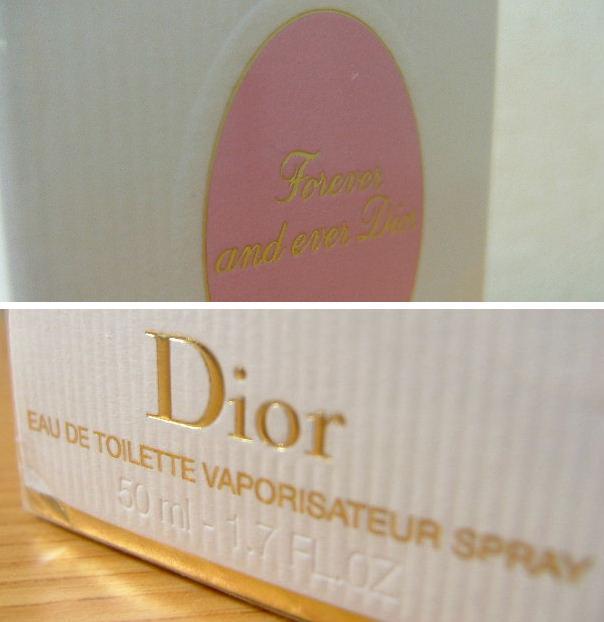 Forever
and ever Dior
Dior
EAU DE TOILETTE VAPORISATEUR SPRAY
50 ml - 1.7 FL.OZ